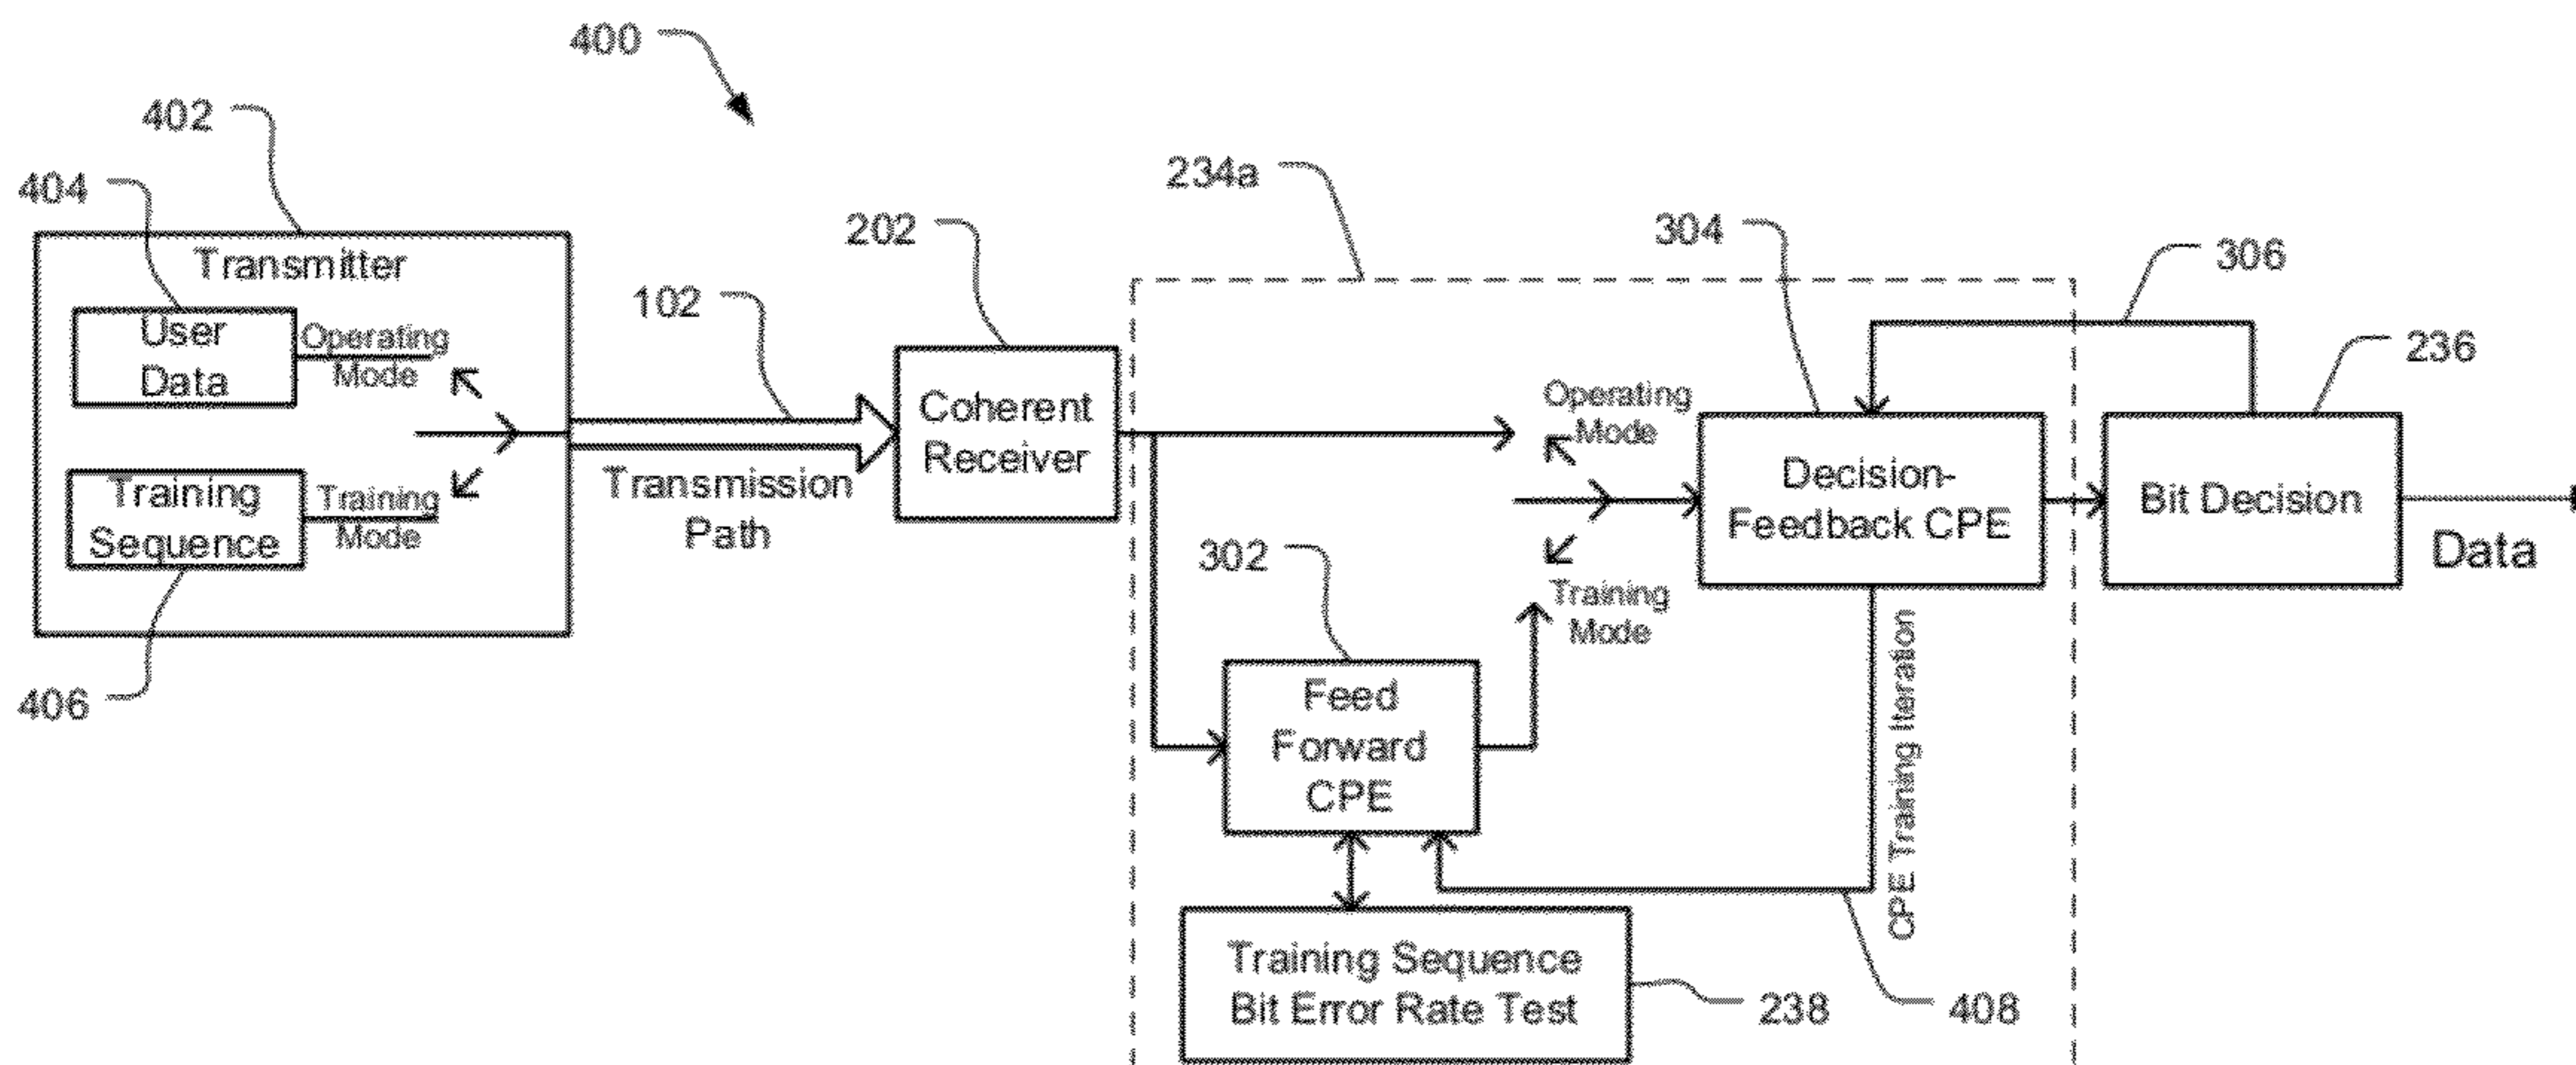 400
402
404
234a
202
304
306
Transmitter
102
236
User
Data
Operating
Mode
Training
Sequence
Training
Mode
Transmission
Path
Coherent
Receiver
Operating
Mode
Decision-
Feedback CPE
Bit Decision
Data
302
Training
Mode
406
Feed
Forward
CPE
CPE Training Iteration
Training Sequence
Bit Error Rate Test
238
408